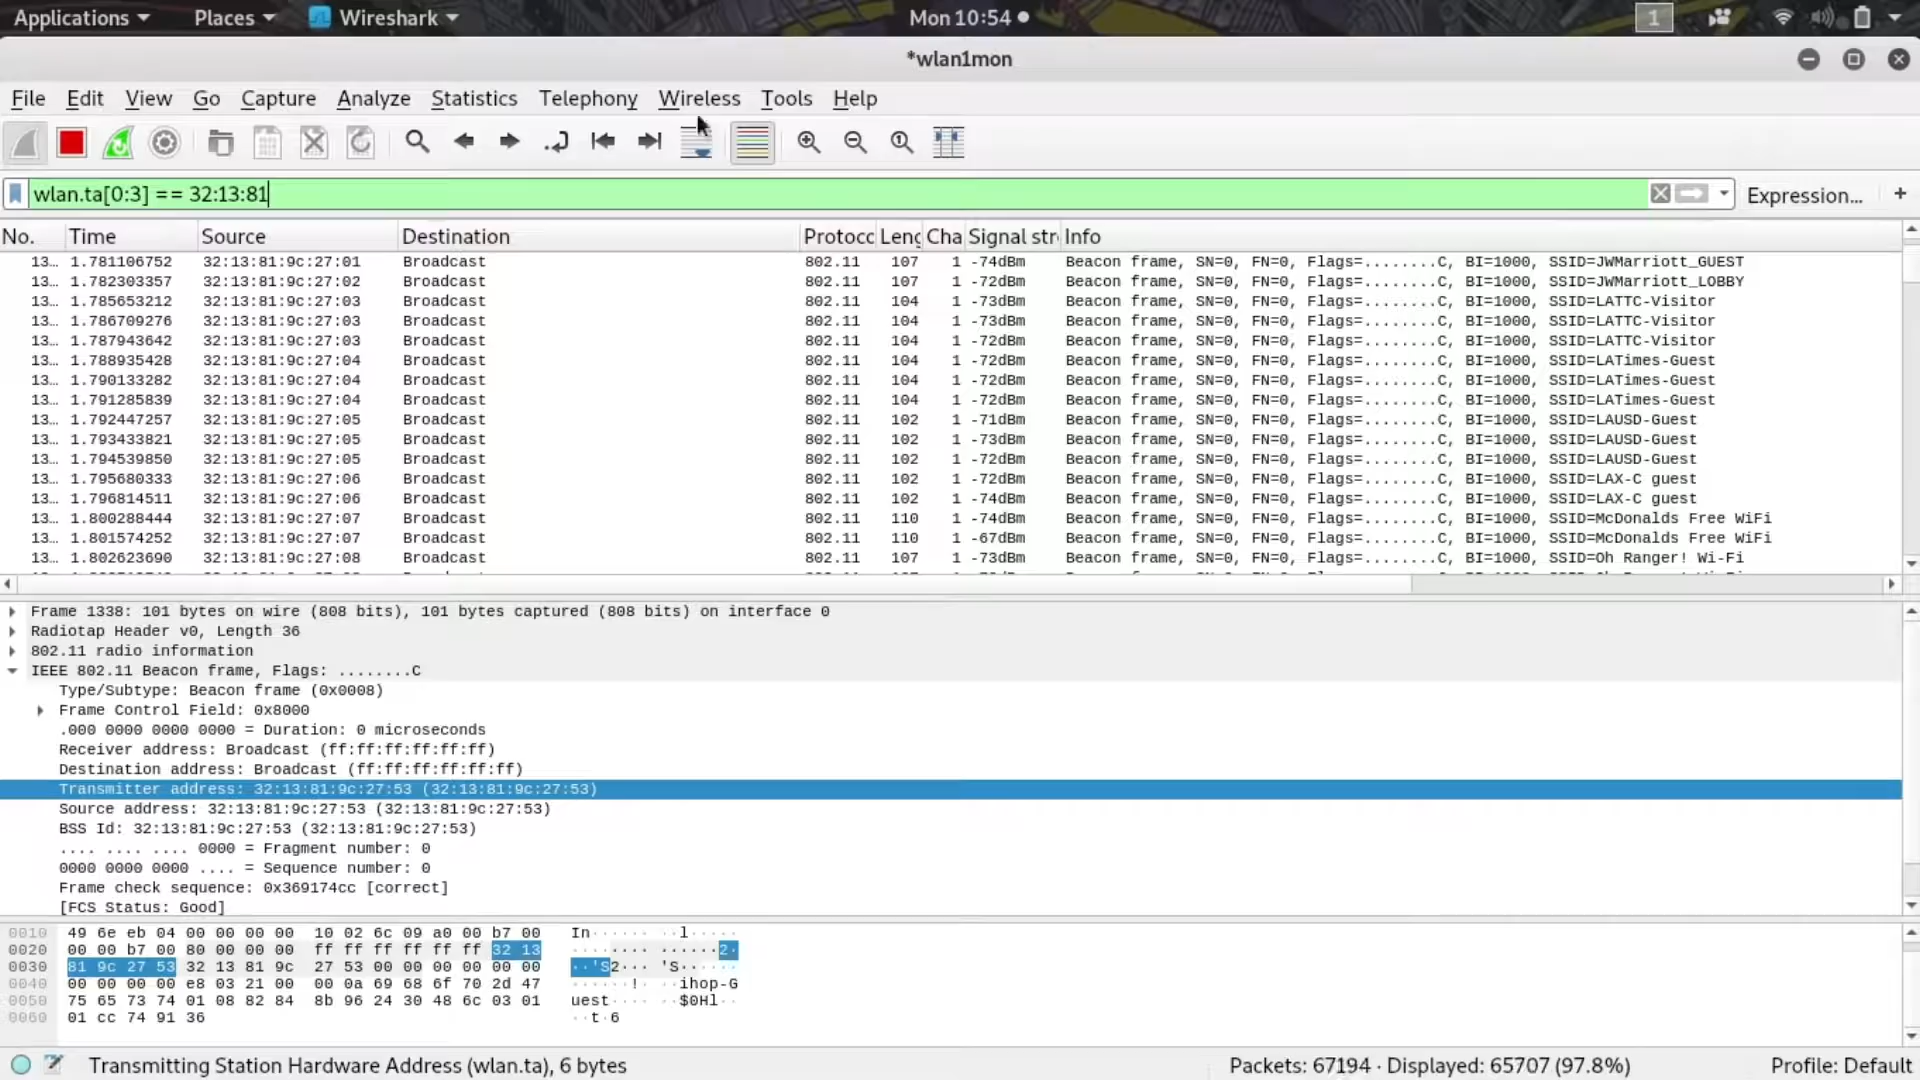 Applications Places Wireshark Mon 10:54 1
*wlan1mon
File Edit View Go Capture Analyze Statistics Telephony Wireless Tools Help
wlan.ta[0:3] == 32:13:81 Expression... +
No. Time Source Destination Protocc Leng Cha Signal stre Info
13… 1.781106752 32:13:81:9c:27:01 Broadcast 802.11 107 1 -74dBm Beacon frame, SN=0, FN=0, Flags=........C, BI=1000, SSID=JWMarriott_GUEST
13… 1.782303357 32:13:81:9c:27:02 Broadcast 802.11 107 1 -72dBm Beacon frame, SN=0, FN=0, Flags=........C, BI=1000, SSID=JWMarriott_LOBBY
13… 1.785653212 32:13:81:9c:27:03 Broadcast 802.11 104 1 -73dBm Beacon frame, SN=0, FN=0, Flags=........C, BI=1000, SSID=LATTC-Visitor
13… 1.786709276 32:13:81:9c:27:03 Broadcast 802.11 104 1 -73dBm Beacon frame, SN=0, FN=0, Flags=........C, BI=1000, SSID=LATTC-Visitor
13… 1.787943642 32:13:81:9c:27:03 Broadcast 802.11 104 1 -72dBm Beacon frame, SN=0, FN=0, Flags=........C, BI=1000, SSID=LATTC-Visitor
13… 1.788935428 32:13:81:9c:27:04 Broadcast 802.11 104 1 -72dBm Beacon frame, SN=0, FN=0, Flags=........C, BI=1000, SSID=LATimes-Guest
13… 1.790133282 32:13:81:9c:27:04 Broadcast 802.11 104 1 -72dBm Beacon frame, SN=0, FN=0, Flags=........C, BI=1000, SSID=LATimes-Guest
13… 1.791285839 32:13:81:9c:27:04 Broadcast 802.11 104 1 -72dBm Beacon frame, SN=0, FN=0, Flags=........C, BI=1000, SSID=LATimes-Guest
13… 1.792447257 32:13:81:9c:27:05 Broadcast 802.11 102 1 -71dBm Beacon frame, SN=0, FN=0, Flags=........C, BI=1000, SSID=LAUSD-Guest
13… 1.793433821 32:13:81:9c:27:05 Broadcast 802.11 102 1 -73dBm Beacon frame, SN=0, FN=0, Flags=........C, BI=1000, SSID=LAUSD-Guest
13… 1.794539850 32:13:81:9c:27:05 Broadcast 802.11 102 1 -72dBm Beacon frame, SN=0, FN=0, Flags=........C, BI=1000, SSID=LAUSD-Guest
13… 1.795680333 32:13:81:9c:27:06 Broadcast 802.11 102 1 -72dBm Beacon frame, SN=0, FN=0, Flags=........C, BI=1000, SSID=LAX-C guest
13… 1.796814511 32:13:81:9c:27:06 Broadcast 802.11 102 1 -74dBm Beacon frame, SN=0, FN=0, Flags=........C, BI=1000, SSID=LAX-C guest
13… 1.800288444 32:13:81:9c:27:07 Broadcast 802.11 110 1 -74dBm Beacon frame, SN=0, FN=0, Flags=........C, BI=1000, SSID=McDonalds Free WiFi
13… 1.801574252 32:13:81:9c:27:07 Broadcast 802.11 110 1 -67dBm Beacon frame, SN=0, FN=0, Flags=........C, BI=1000, SSID=McDonalds Free WiFi
13… 1.802623690 32:13:81:9c:27:08 Broadcast 802.11 107 1 -73dBm Beacon frame, SN=0, FN=0, Flags=........C, BI=1000, SSID=Oh Ranger! Wi-Fi
Frame 1338: 101 bytes on wire (808 bits), 101 bytes captured (808 bits) on interface 0
Radiotap Header v0, Length 36
802.11 radio information
IEEE 802.11 Beacon frame, Flags: ........C
Type/Subtype: Beacon frame (0x0008)
Frame Control Field: 0x8000
.000 0000 0000 0000 = Duration: 0 microseconds
Receiver address: Broadcast (ff:ff:ff:ff:ff:ff)
Destination address: Broadcast (ff:ff:ff:ff:ff:ff)
Transmitter address: 32:13:81:9c:27:53 (32:13:81:9c:27:53)
Source address: 32:13:81:9c:27:53 (32:13:81:9c:27:53)
BSS Id: 32:13:81:9c:27:53 (32:13:81:9c:27:53)
.... .... .... 0000 = Fragment number: 0
0000 0000 0000 .... = Sequence number: 0
Frame check sequence: 0x369174cc [correct]
[FCS Status: Good]
0010 49 6e eb 04 00 00 00 00 10 02 6c 09 a0 00 b7 00 In······ ··l·····
0020 00 00 b7 00 80 00 00 00 ff ff ff ff ff ff 32 13 ········ ······2·
0030 81 9c 27 53 32 13 81 9c 27 53 00 00 00 00 00 00 ··'S2··· 'S······
0040 00 00 00 00 e8 03 21 00 00 0a 69 68 6f 70 2d 47 ······!· ··ihop-G
0050 75 65 73 74 01 08 82 84 8b 96 24 30 48 6c 03 01 uest···· ··$0Hl··
0060 01 cc 74 91 36 ··t·6
Transmitting Station Hardware Address (wlan.ta), 6 bytes Packets: 67194 · Displayed: 65707 (97.8%) Profile: Default